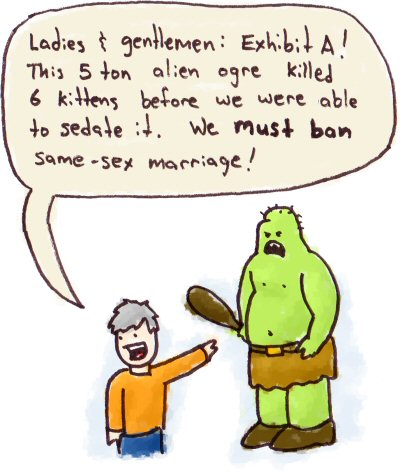 Ladies & gentlemen: Exhibit A!
This 5 ton alien ogre killed
6 kittens before we were able
to sedate it. We must ban
same-sex marriage!